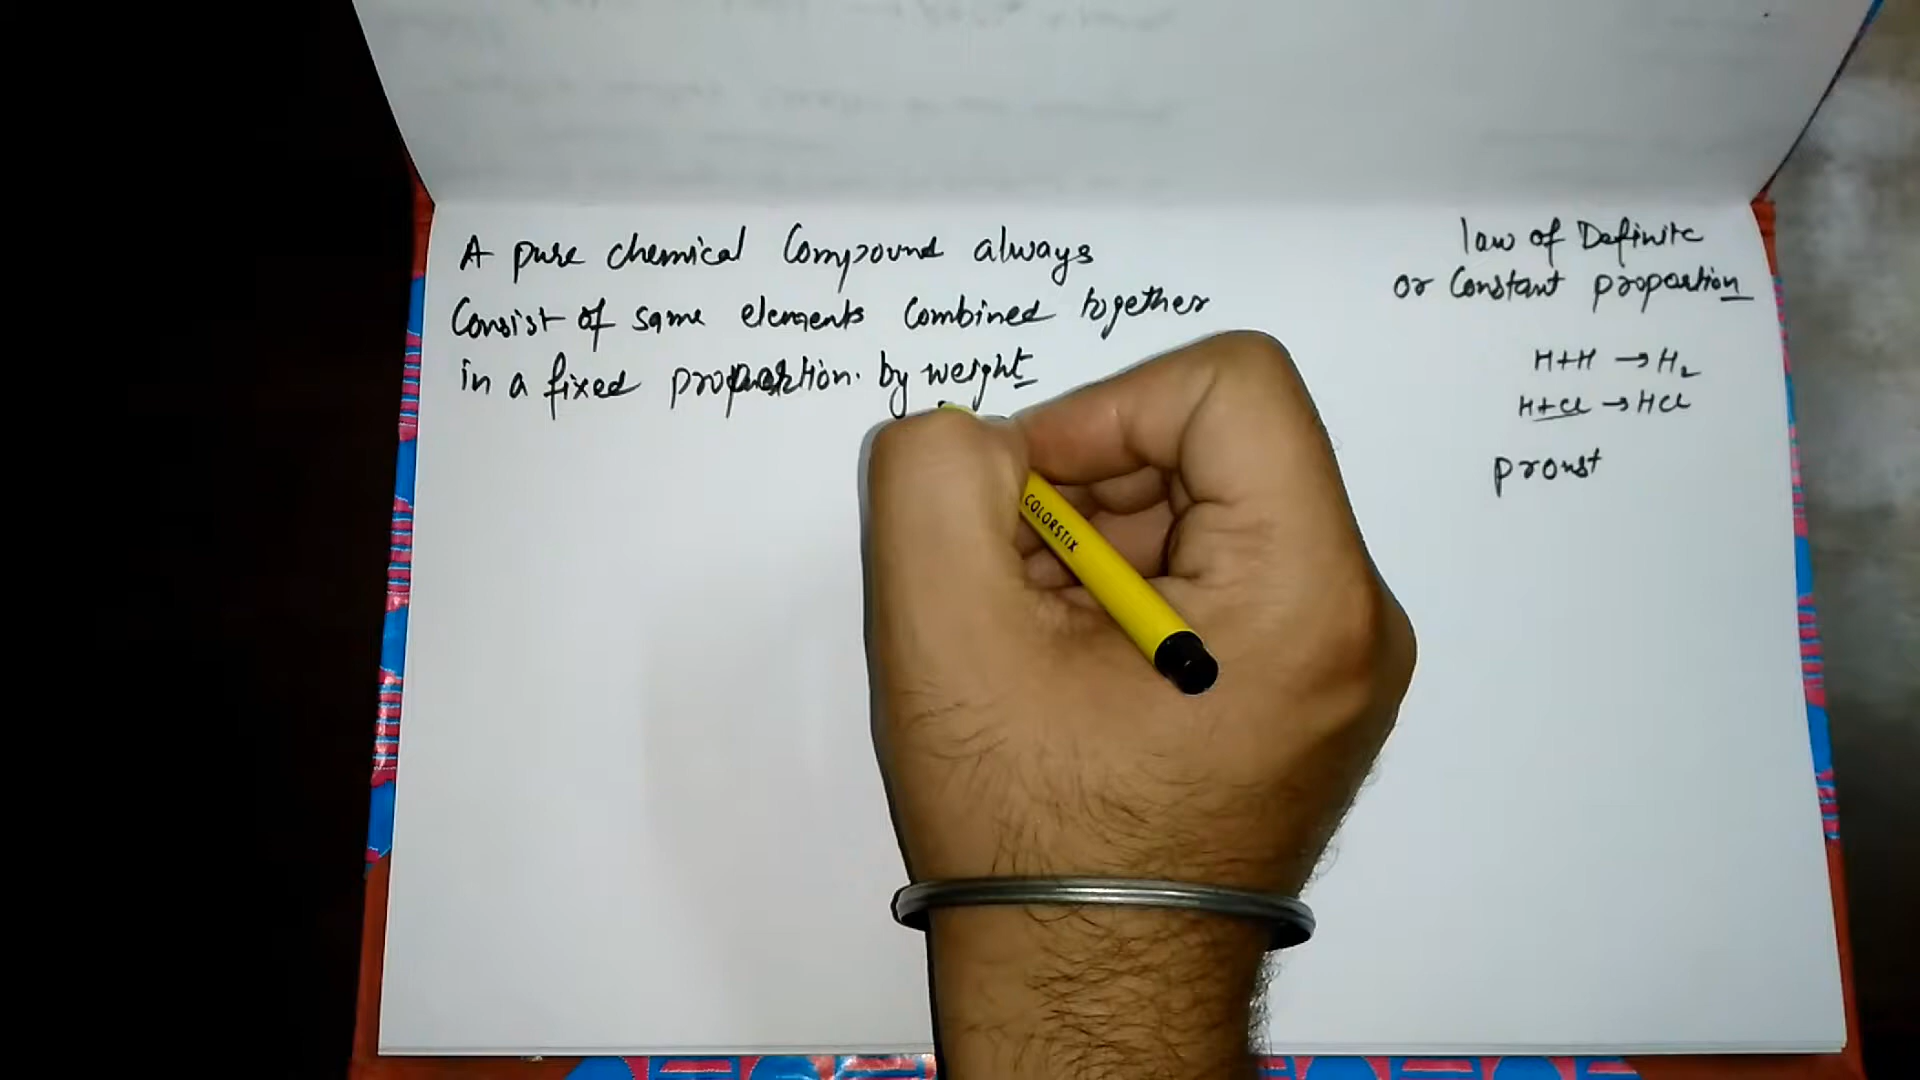 A pure chemical Compound always
Consist of same elements Combined together
in a fixed proportion. by weight
law of Definite
or Constant proportion
H+H → H₂
H+Cl → HCl
proust
COLORSTIX